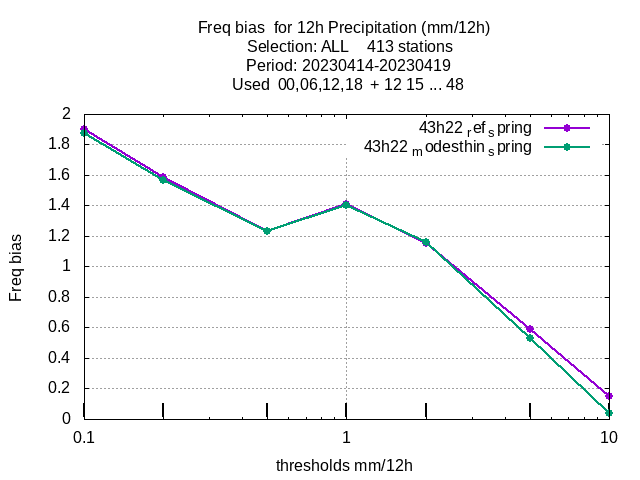 Freq bias  for 12h Precipitation (mm/12h)
Selection: ALL    413 stations
Period: 20230414-20230419
Used  00,06,12,18  + 12 15 ... 48
43h22 ref spring
43h22 modesthin spring
2
1.8
1.6
1.4
1.2
1
0.8
0.6
0.4
0.2
0
Freq bias
0.1 1 10
thresholds mm/12h